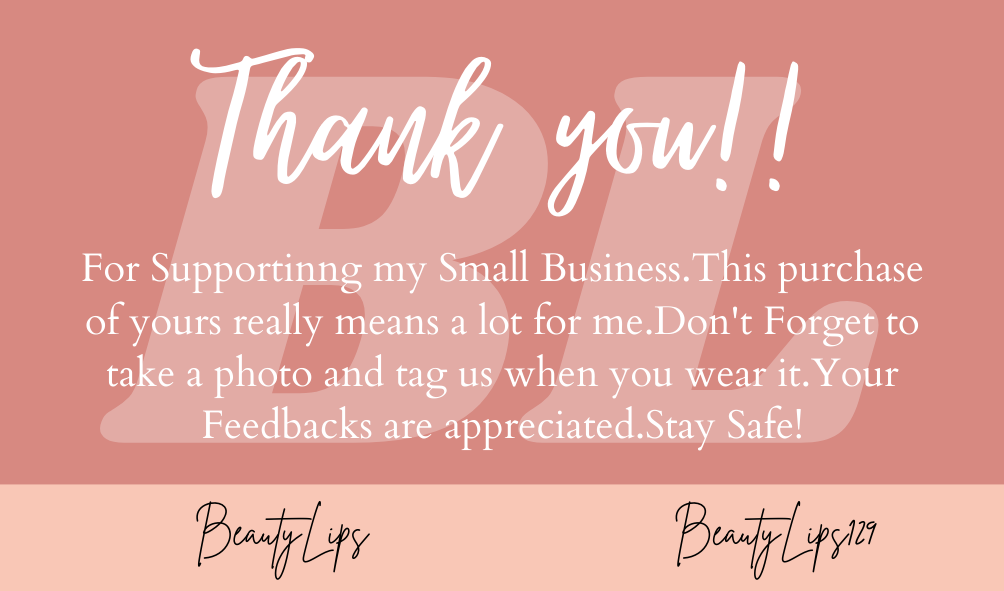 BL
Thank you!!
For Supportinng my Small Business.This purchase
of yours really means a lot for me.Don't Forget to
take a photo and tag us when you wear it.Your
Feedbacks are appreciated.Stay Safe!
BeautyLips
BeautyLips129